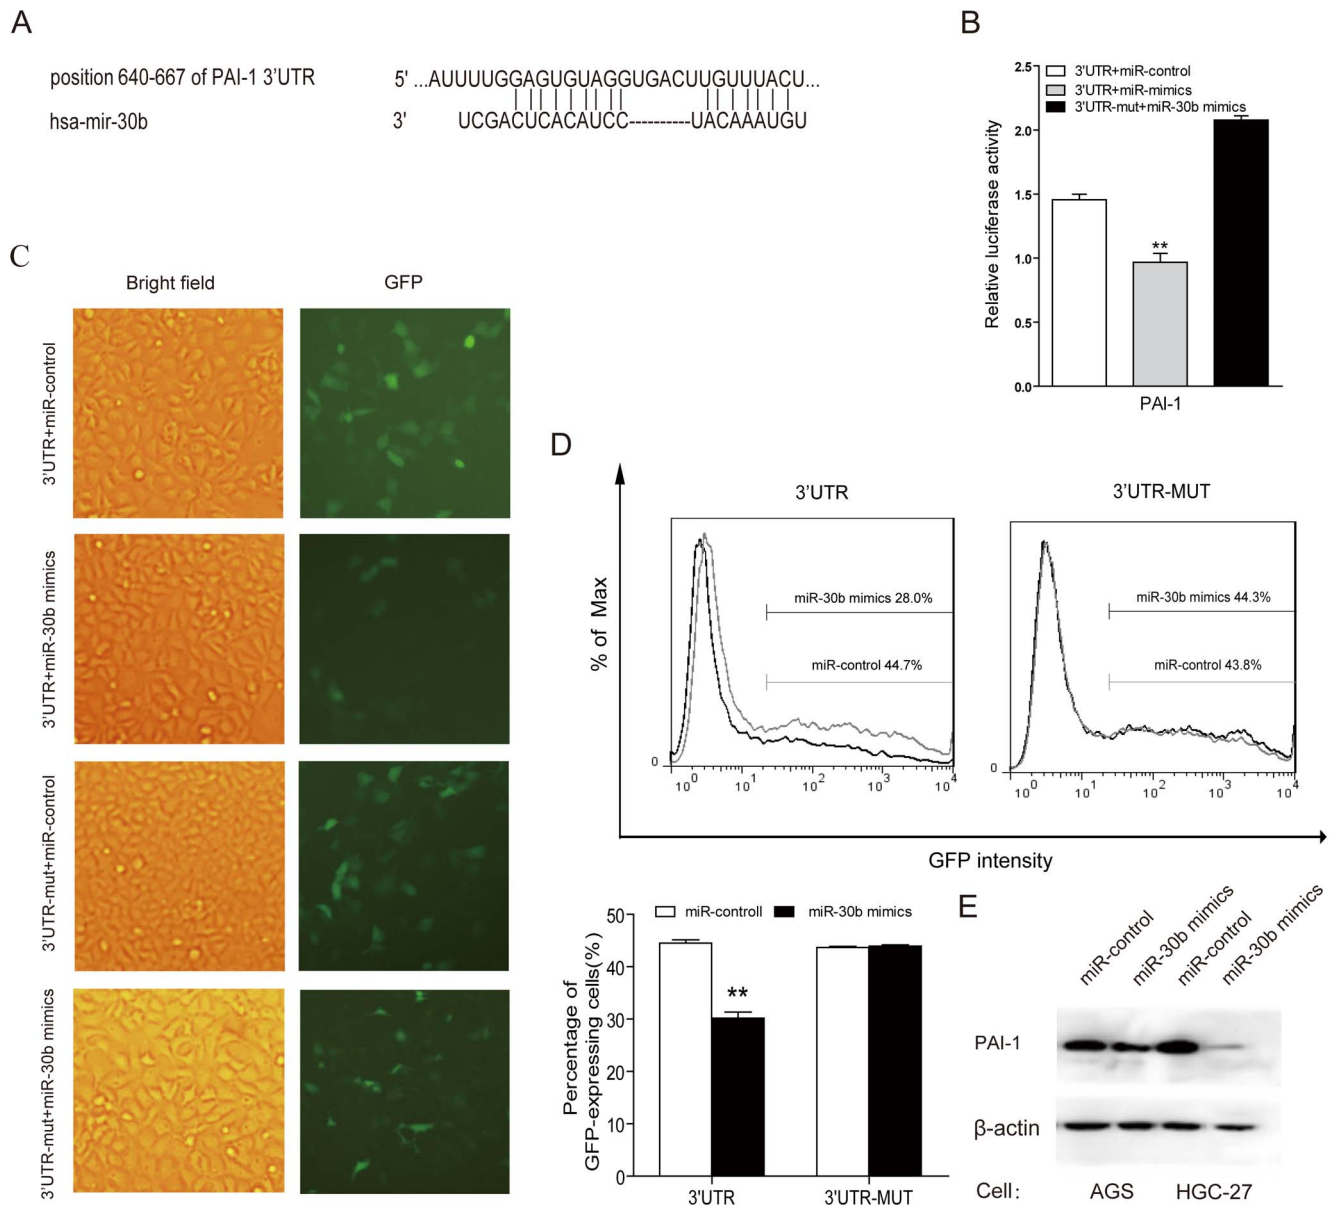 A
position 640-667 of PAI-1 3'UTR 5' ...AUUUUGGAGUGUAGGUGACUUGUUUACU...
hsa-mir-30b 3' UCGACUCACAUCC----------UACAAAUGU
B
3'UTR+miR-control
3'UTR+miR-mimics
3'UTR-mut+miR-30b mimics
Relative luciferase activity
2.5
2.0
1.5
1.0
0.5
0.0
**
PAI-1
C
Bright field GFP
3'UTR+miR-control
3'UTR+miR-30b mimics
3'UTR-mut+miR-control
3'UTR-mut+miR-30b mimics
D
% of Max
3'UTR
miR-30b mimics 28.0%
miR-control 44.7%
0
10^0 10^1 10^2 10^3 10^4
3'UTR-MUT
miR-30b mimics 44.3%
miR-control 43.8%
0
10^0 10^1 10^2 10^3 10^4
GFP intensity
miR-controll miR-30b mimics
Percentage of
GFP-expressing cells(%)
50
40
30
20
10
0
**
3'UTR 3'UTR-MUT
E
miR-control
miR-30b mimics
miR-control
miR-30b mimics
PAI-1
β-actin
Cell: AGS HGC-27